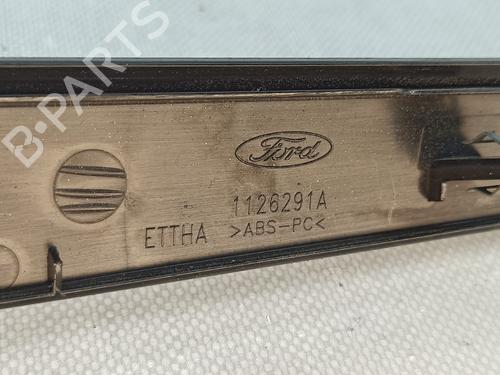 B-PARTS
Ford
1126291A
ETTHA >ABS-PC<